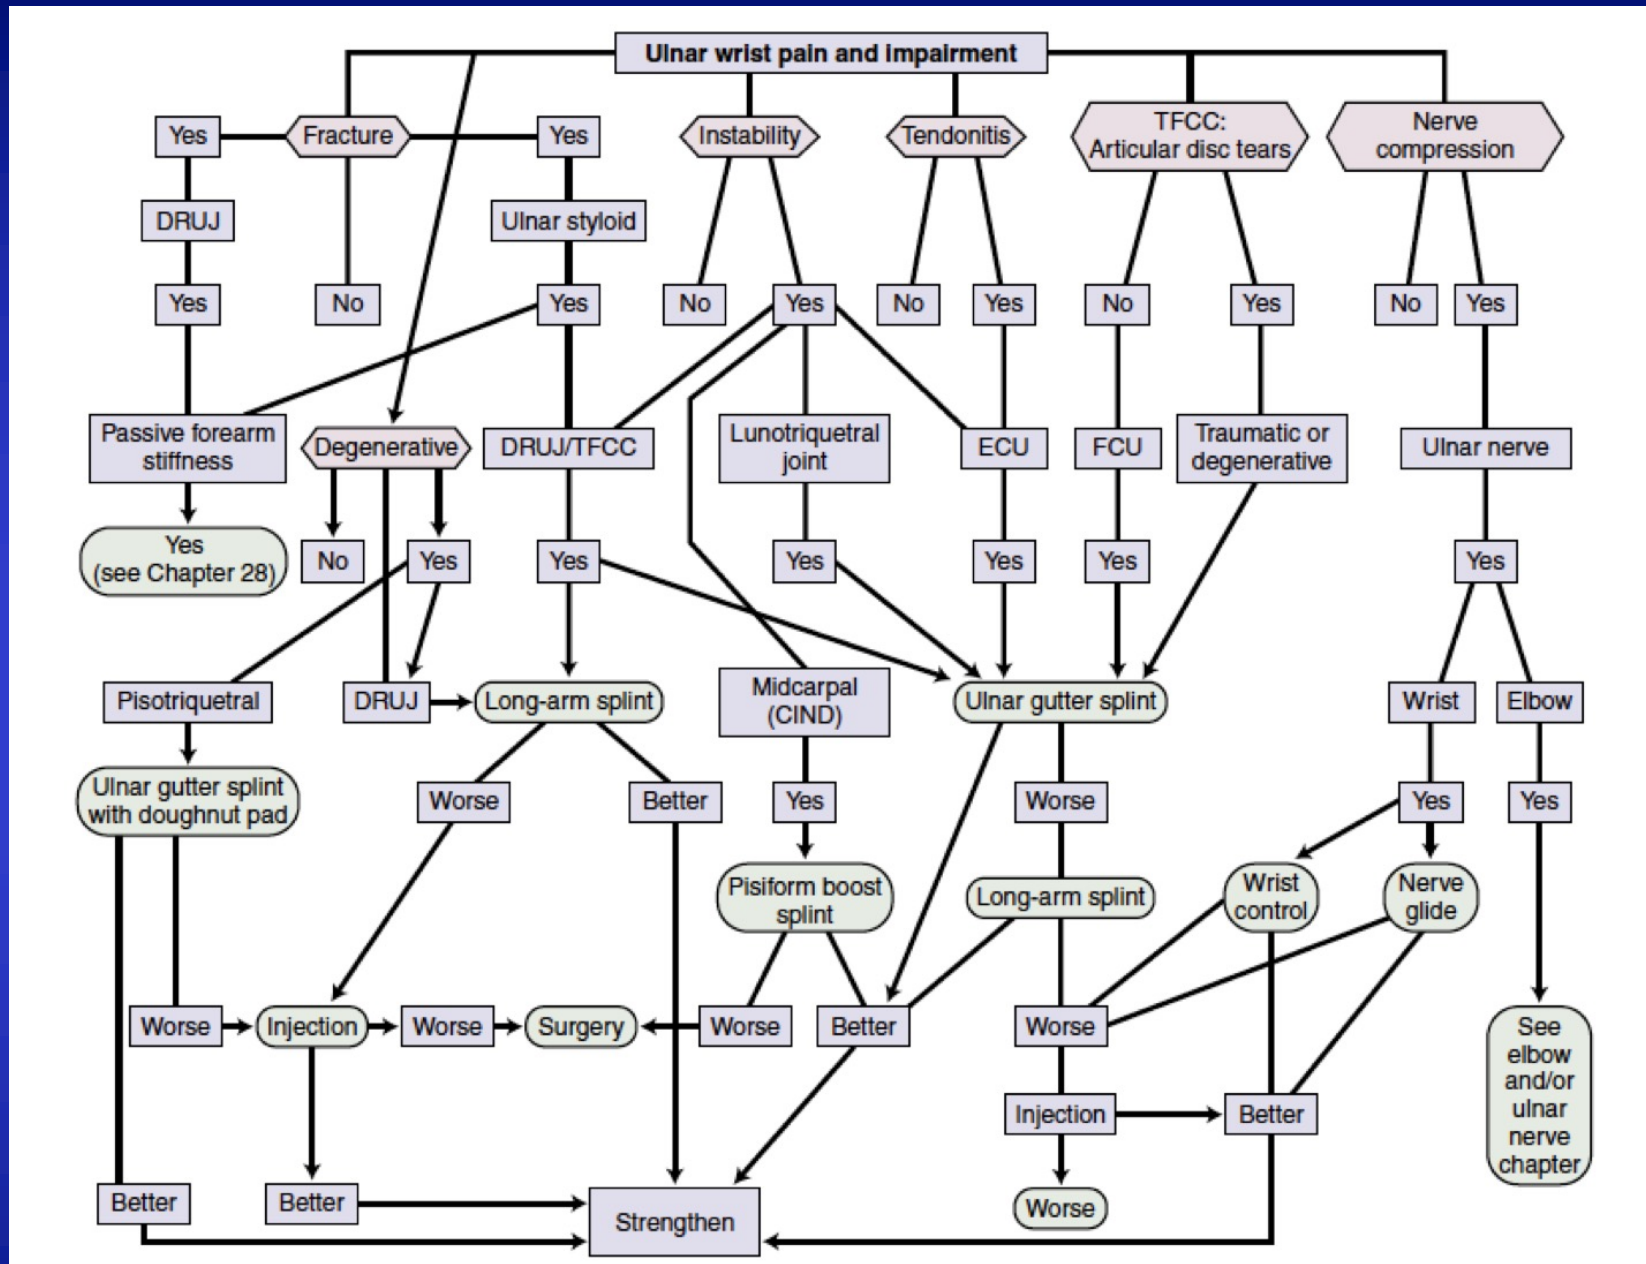 Ulnar wrist pain and impairment
Yes
Fracture
Yes
Instability
Tendonitis
TFCC:
Articular disc tears
Nerve
compression
DRUJ
Ulnar styloid
Yes
No
Yes
No
Yes
No
Yes
No
Yes
No
Yes
Passive forearm
stiffness
Degenerative
DRUJ/TFCC
Lunotriquetral
joint
ECU
FCU
Traumatic or
degenerative
Ulnar nerve
Yes
(see Chapter 28)
No
Yes
Yes
Yes
Yes
Yes
Yes
Pisotriquetral
DRUJ
Long-arm splint
Midcarpal
(CIND)
Ulnar gutter splint
Wrist
Elbow
Ulnar gutter splint
with doughnut pad
Worse
Better
Yes
Worse
Yes
Yes
Pisiform boost
splint
Long-arm splint
Wrist
control
Nerve
glide
Worse
Injection
Worse
Surgery
Worse
Better
Worse
See
elbow
and/or
ulnar
nerve
chapter
Injection
Better
Better
Better
Strengthen
Worse